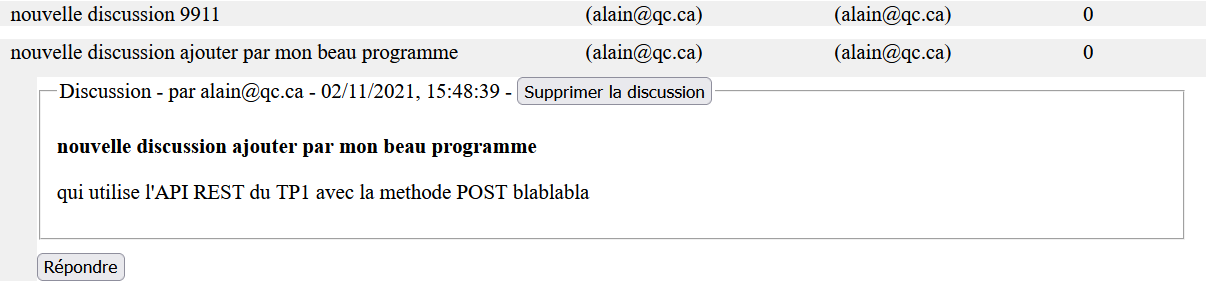 nouvelle discussion 9911 (alain@qc.ca) (alain@qc.ca) 0
nouvelle discussion ajouter par mon beau programme (alain@qc.ca) (alain@qc.ca) 0
Discussion - par alain@qc.ca - 02/11/2021, 15:48:39 - Supprimer la discussion
nouvelle discussion ajouter par mon beau programme
qui utilise l'API REST du TP1 avec la methode POST blablabla
Répondre